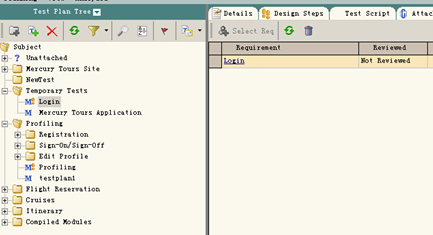 Test Plan Tree
Details
Design Steps
Test Script
Attac
Select Req
Subject
Unattached
Mercury Tours Site
NewTest
Temporary Tests
Login
Mercury Tours Application
Profiling
Registration
Sign-On/Sign-Off
Edit Profile
Profiling
testplan1
Flight Reservation
Cruises
Itinerary
Compiled Modules
Requirement
Reviewed
Login
Not Reviewed